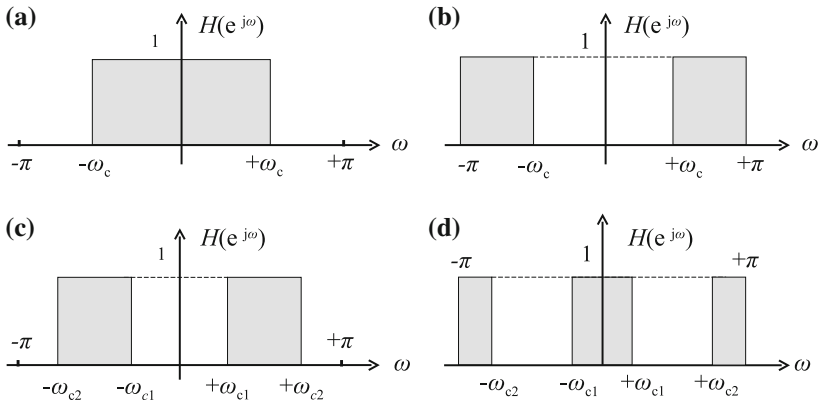 (a)
H(e^jω)
1
-π -ω_c +ω_c +π ω
(b)
H(e^jω)
1
-π -ω_c +ω_c +π ω
(c)
H(e^jω)
1
-π +π
-ω_c2 -ω_c1 +ω_c1 +ω_c2 ω
(d)
H(e^jω)
-π 1 +π
-ω_c2 -ω_c1 +ω_c1 +ω_c2 ω